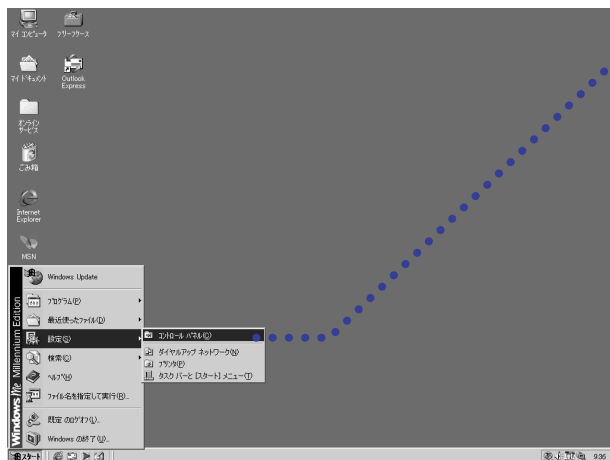 マイ コンピュータ
ブリーフケース
マイ ドキュメント
Outlook
Express
オンライン
サービス
ごみ箱
Internet
Explorer
MSN
Windows Me Millennium Edition
Windows Update
プログラム(P)
最近使ったファイル(D)
設定(S)
検索(C)
ヘルプ(H)
ファイル名を指定して実行(R)...
既定 のログオフ(L)...
Windows の終了(U)...
コントロール パネル(C)
ダイヤルアップ ネットワーク(N)
プリンタ(P)
タスク バーと [スタート] メニュー(T)
スタート
9:36